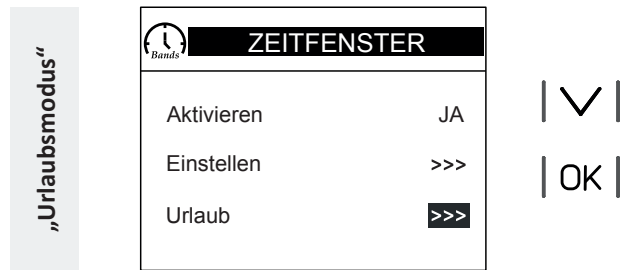 „Urlaubsmodus“
Bands
ZEITFENSTER
Aktivieren JA
Einstellen >>>
Urlaub >>>
OK